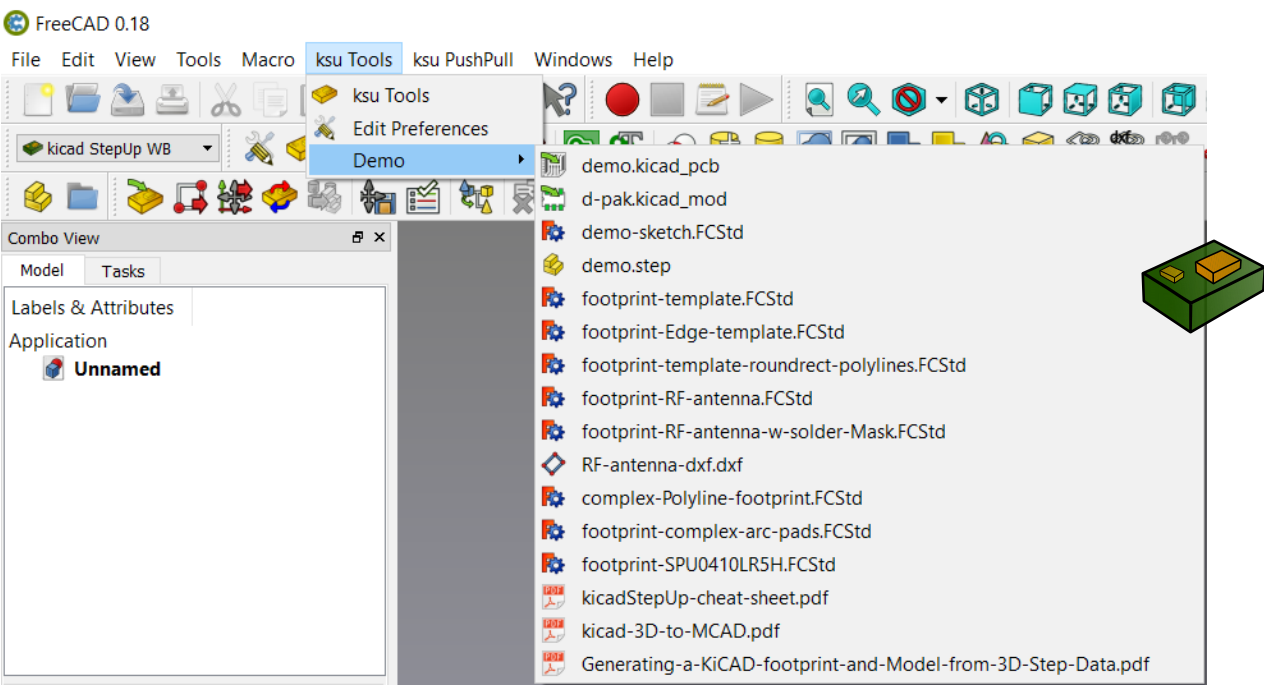 FreeCAD 0.18
File Edit View Tools Macro ksu Tools ksu PushPull Windows Help
ksu Tools
Edit Preferences
kicad StepUp WB
Demo
demo.kicad_pcb
d-pak.kicad_mod
demo-sketch.FCStd
demo.step
footprint-template.FCStd
footprint-Edge-template.FCStd
footprint-template-roundrect-polylines.FCStd
footprint-RF-antenna.FCStd
footprint-RF-antenna-w-solder-Mask.FCStd
RF-antenna-dxf.dxf
complex-Polyline-footprint.FCStd
footprint-complex-arc-pads.FCStd
footprint-SPU0410LR5H.FCStd
kicadStepUp-cheat-sheet.pdf
kicad-3D-to-MCAD.pdf
Generating-a-KiCAD-footprint-and-Model-from-3D-Step-Data.pdf
Combo View
Model Tasks
Labels & Attributes
Application
Unnamed